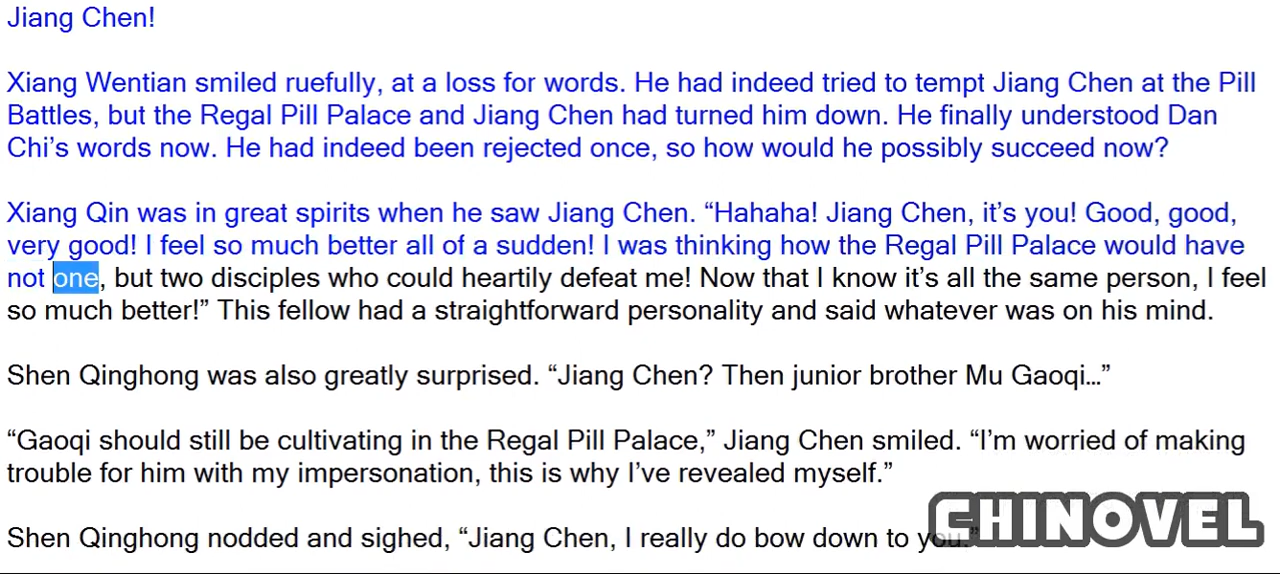 Jiang Chen!
Xiang Wentian smiled ruefully, at a loss for words. He had indeed tried to tempt Jiang Chen at the Pill
Battles, but the Regal Pill Palace and Jiang Chen had turned him down. He finally understood Dan
Chi’s words now. He had indeed been rejected once, so how would he possibly succeed now?
Xiang Qin was in great spirits when he saw Jiang Chen. “Hahaha! Jiang Chen, it’s you! Good, good,
very good! I feel so much better all of a sudden! I was thinking how the Regal Pill Palace would have
not one, but two disciples who could heartily defeat me! Now that I know it’s all the same person, I feel
so much better!” This fellow had a straightforward personality and said whatever was on his mind.
Shen Qinghong was also greatly surprised. “Jiang Chen? Then junior brother Mu Gaoqi…”
“Gaoqi should still be cultivating in the Regal Pill Palace,” Jiang Chen smiled. “I’m worried of making
trouble for him with my impersonation, this is why I’ve revealed myself.”
Shen Qinghong nodded and sighed, “Jiang Chen, I really do bow down to you.”
CHINOVEL